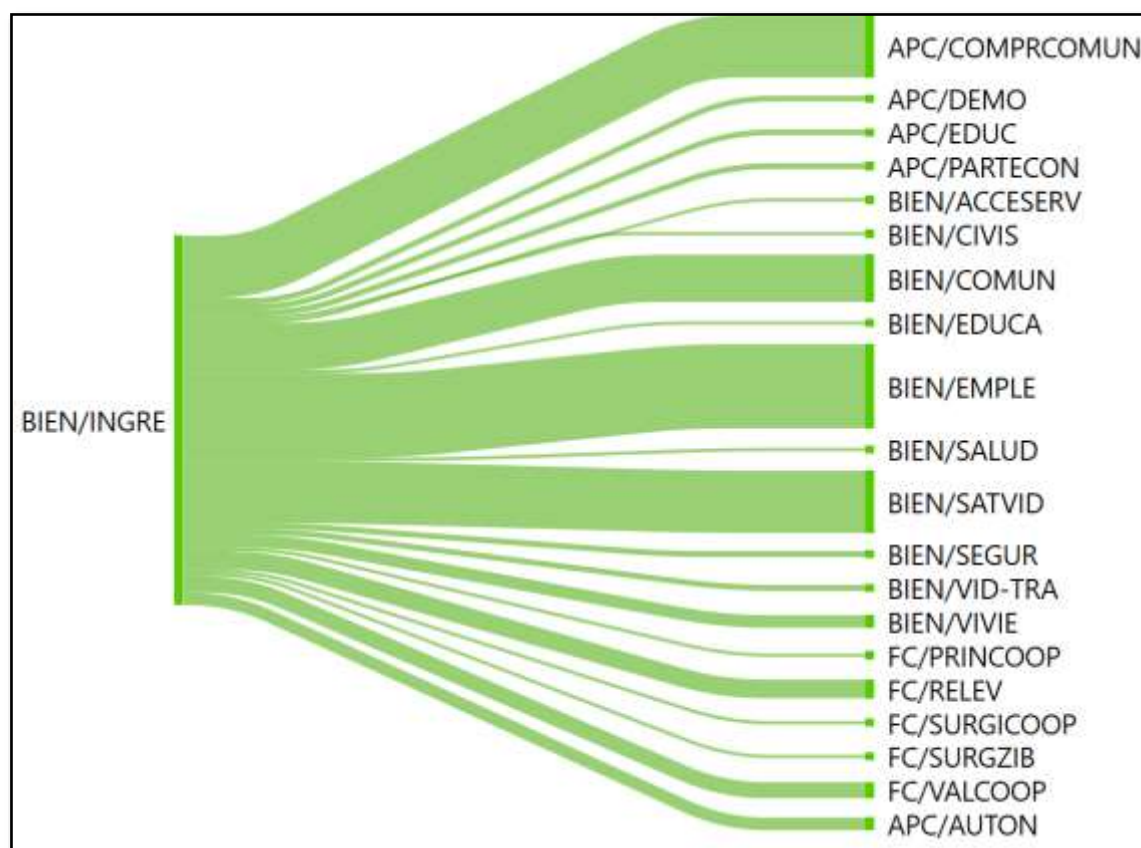 APC/COMPRCOMUN
APC/DEMO
APC/EDUC
APC/PARTECON
BIEN/ACCESERV
BIEN/CIVIS
BIEN/COMUN
BIEN/EDUCA
BIEN/EMPLE
BIEN/INGRE
BIEN/SALUD
BIEN/SATVID
BIEN/SEGUR
BIEN/VID-TRA
BIEN/VIVIE
FC/PRINCOOP
FC/RELEV
FC/SURGICOOP
FC/SURGZIB
FC/VALCOOP
APC/AUTON